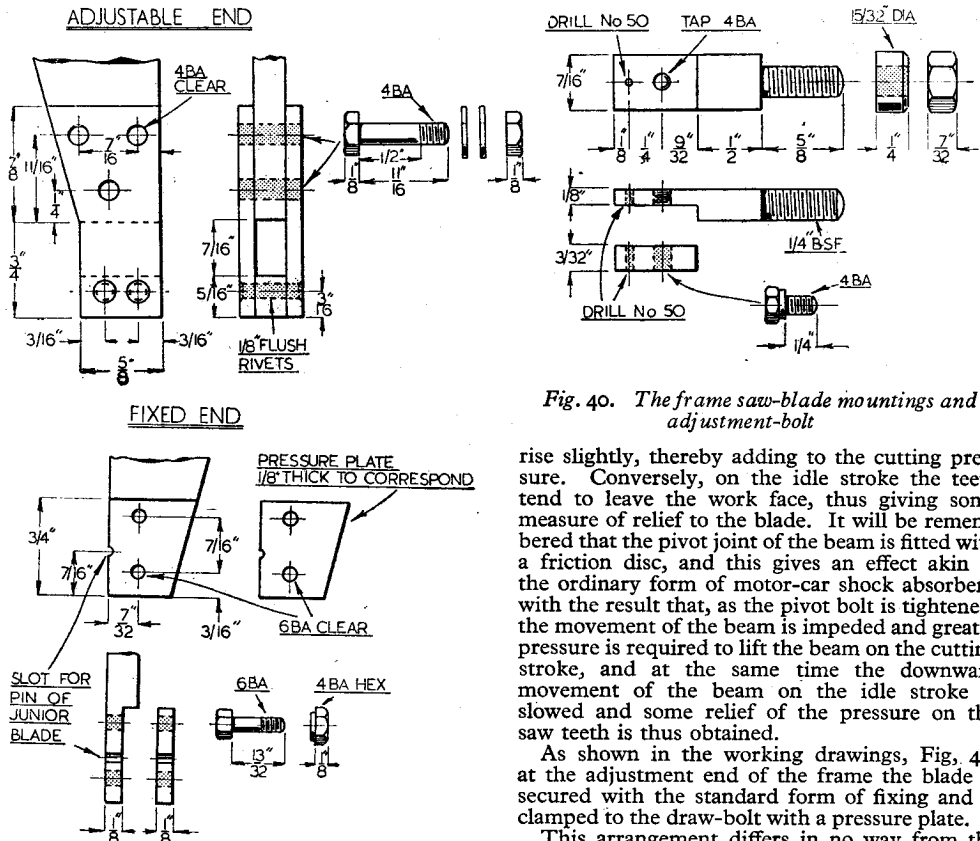 ADJUSTABLE END
4BA
CLEAR
7/16"
7/8"
11/16"
1/4"
3/4"
3/16"
3/16"
5/8"
7/16"
5/16"
3/16"
1/8" FLUSH
RIVETS
4BA
1/2"
1/8"
11/16"
1/8"
DRILL No 50
TAP 4BA
15/32" DIA
7/16"
1/8"
1/4"
9/32"
1/2"
5/8"
1/4"
7/32"
1/8"
3/32"
1/4" BSF
4BA
DRILL No 50
1/4"
Fig. 40. The frame saw-blade mountings and
adjustment-bolt
FIXED END
PRESSURE PLATE
1/8" THICK TO CORRESPOND
3/4"
7/16"
7/16"
7/32"
3/16"
6BA CLEAR
SLOT FOR
PIN OF
JUNIOR
BLADE
6BA
4BA HEX
13/32"
1/8"
1/8"
1/8"
rise slightly, thereby adding to the cutting pres
sure. Conversely, on the idle stroke the teet
tend to leave the work face, thus giving som
measure of relief to the blade. It will be remem
bered that the pivot joint of the beam is fitted wit
a friction disc, and this gives an effect akin
the ordinary form of motor-car shock absorber
with the result that, as the pivot bolt is tightene
the movement of the beam is impeded and great
pressure is required to lift the beam on the cuttin
stroke, and at the same time the downwar
movement of the beam on the idle stroke
slowed and some relief of the pressure on th
saw teeth is thus obtained.
As shown in the working drawings, Fig, 4
at the adjustment end of the frame the blade
secured with the standard form of fixing and
clamped to the draw-bolt with a pressure plate.
This arrangement differs in no way from th